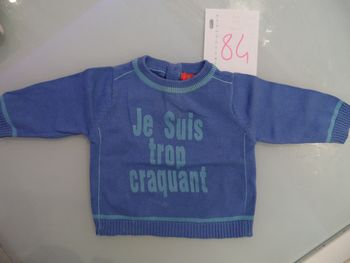 84
Je Suis
trop
craquant